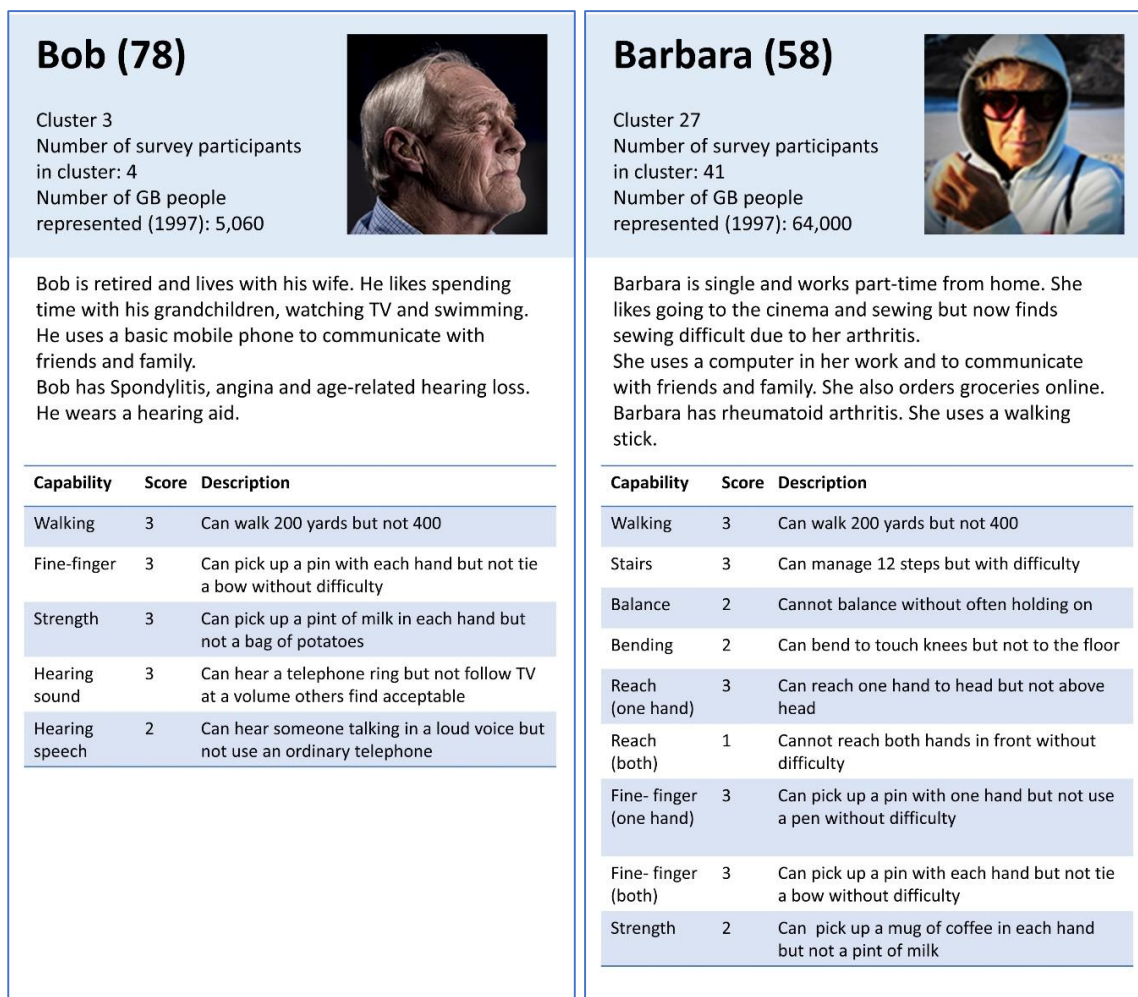 Bob (78)
Cluster 3
Number of survey participants
in cluster: 4
Number of GB people
represented (1997): 5,060
Bob is retired and lives with his wife. He likes spending
time with his grandchildren, watching TV and swimming.
He uses a basic mobile phone to communicate with
friends and family.
Bob has Spondylitis, angina and age-related hearing loss.
He wears a hearing aid.
Capability Score Description
Walking 3 Can walk 200 yards but not 400
Fine-finger 3 Can pick up a pin with each hand but not tie
a bow without difficulty
Strength 3 Can pick up a pint of milk in each hand but
not a bag of potatoes
Hearing 3 Can hear a telephone ring but not follow TV
sound at a volume others find acceptable
Hearing 2 Can hear someone talking in a loud voice but
speech not use an ordinary telephone
Barbara (58)
Cluster 27
Number of survey participants
in cluster: 41
Number of GB people
represented (1997): 64,000
Barbara is single and works part-time from home. She
likes going to the cinema and sewing but now finds
sewing difficult due to her arthritis.
She uses a computer in her work and to communicate
with friends and family. She also orders groceries online.
Barbara has rheumatoid arthritis. She uses a walking
stick.
Capability Score Description
Walking 3 Can walk 200 yards but not 400
Stairs 3 Can manage 12 steps but with difficulty
Balance 2 Cannot balance without often holding on
Bending 2 Can bend to touch knees but not to the floor
Reach 3 Can reach one hand to head but not above
(one hand) head
Reach 1 Cannot reach both hands in front without
(both) difficulty
Fine- finger 3 Can pick up a pin with one hand but not use
(one hand) a pen without difficulty
Fine- finger 3 Can pick up a pin with each hand but not tie
(both) a bow without difficulty
Strength 2 Can pick up a mug of coffee in each hand
but not a pint of milk